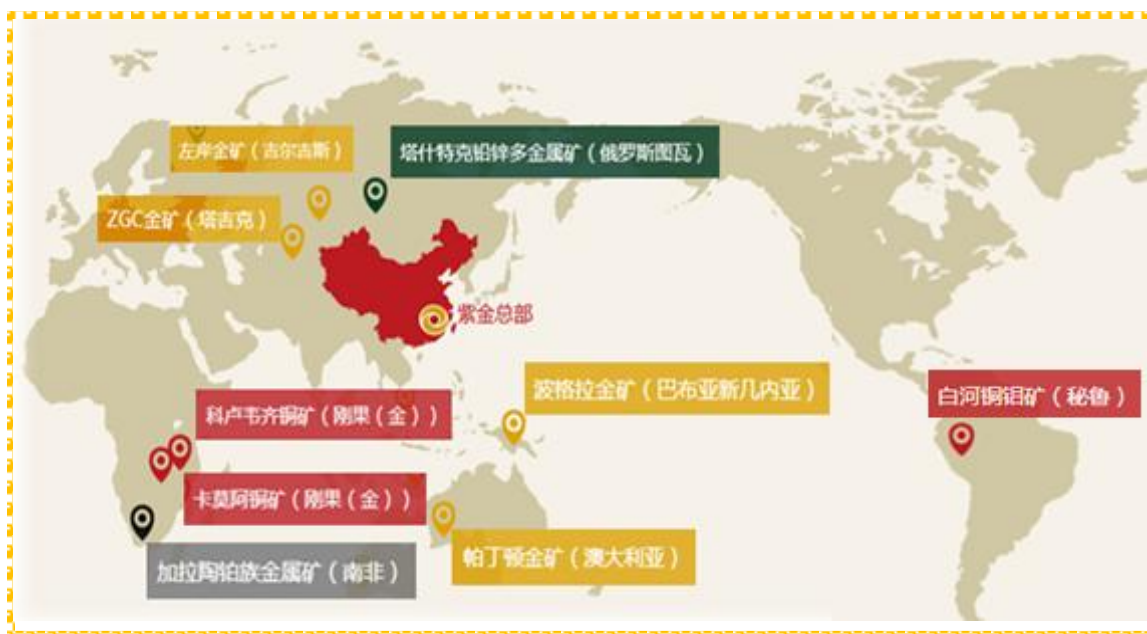 左岸金矿（吉尔吉斯）
塔什特克铅锌多金属矿（俄罗斯图瓦）
ZGC金矿（塔吉克）
紫金总部
波格拉金矿（巴布亚新几内亚）
白河铜钼矿（秘鲁）
科卢韦齐铜矿（刚果（金））
卡莫阿铜矿（刚果（金））
帕丁顿金矿（澳大利亚）
加拉陶铂族金属矿（南非）